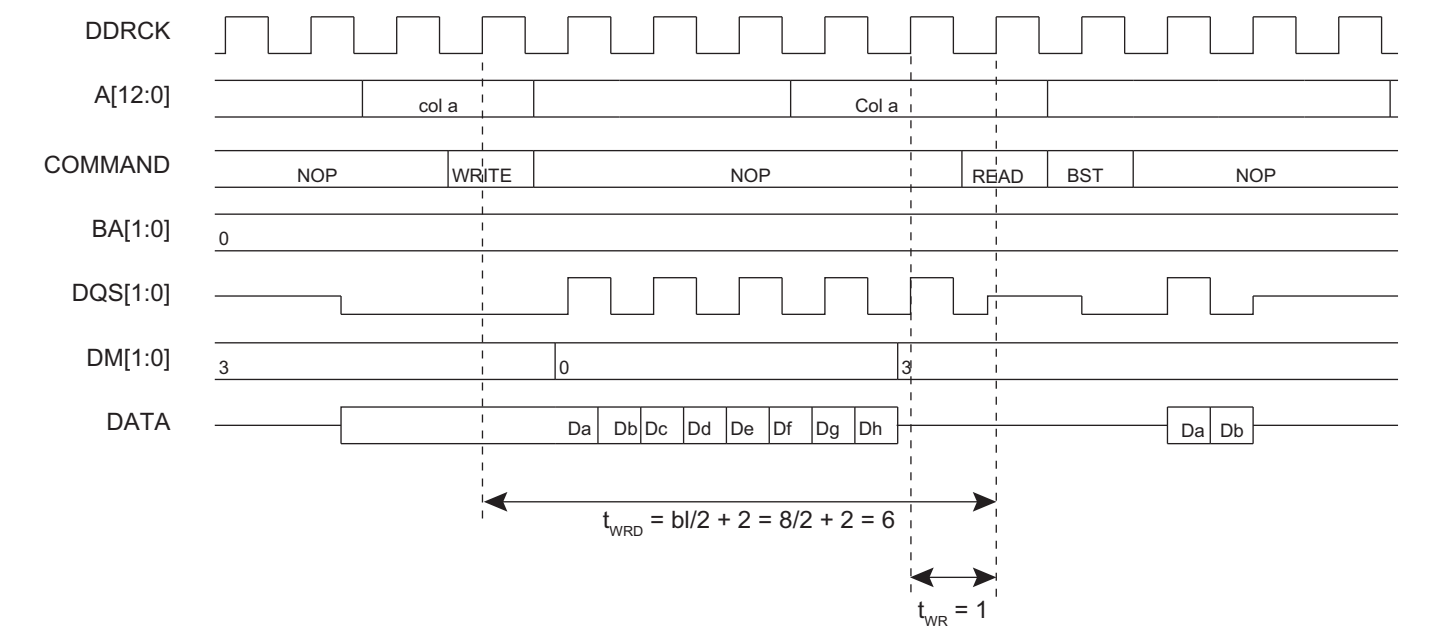 DDRCK
A[12:0] col a Col a
COMMAND NOP WRITE NOP READ BST NOP
BA[1:0] 0
DQS[1:0]
DM[1:0] 3 0 3
DATA Da Db Dc Dd De Df Dg Dh Da Db
tWRD = bl/2 + 2 = 8/2 + 2 = 6
tWR = 1